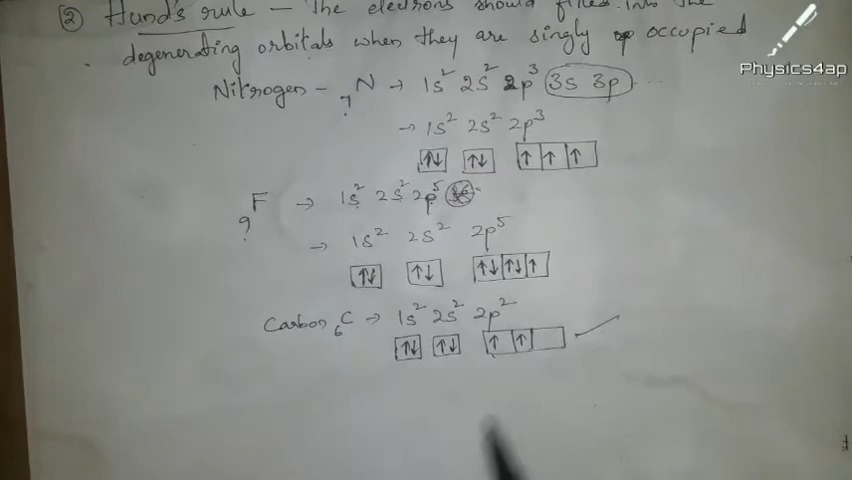 ② Hund's rule – The electrons should filled into the
degenerating orbitals when they are singly occupied
Physics4ap
Nitrogen – ₇N → 1s² 2s² 2p³ 3s 3p ...
→ 1s² 2s² 2p³
↑↓ ↑↓ ↑ ↑ ↑
₉F → 1s² 2s² 2p⁵
→ 1s² 2s² 2p⁵
↑↓ ↑↓ ↑↓ ↑↓ ↑
Carbon ₆C → 1s² 2s² 2p²
↑↓ ↑↓ ↑ ↑